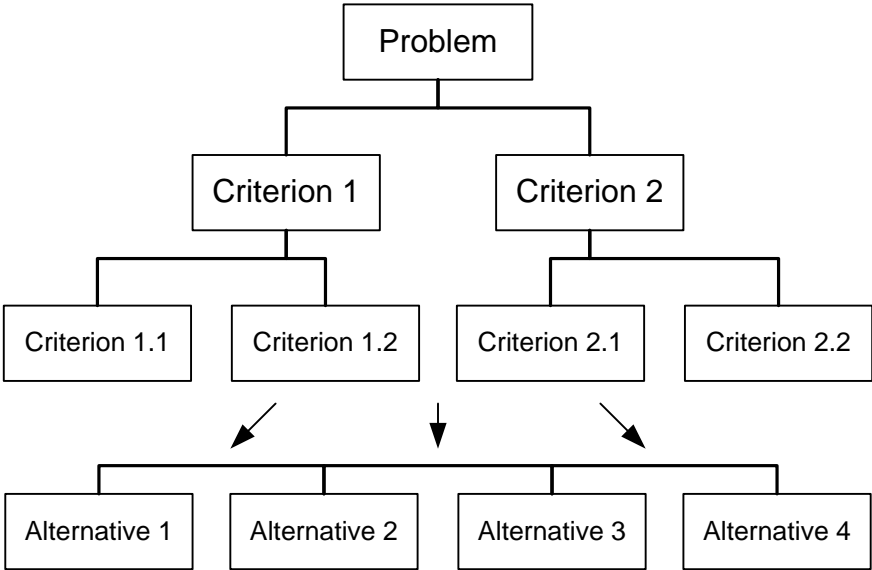 Problem
Criterion 1
Criterion 2
Criterion 1.1
Criterion 1.2
Criterion 2.1
Criterion 2.2
Alternative 1
Alternative 2
Alternative 3
Alternative 4